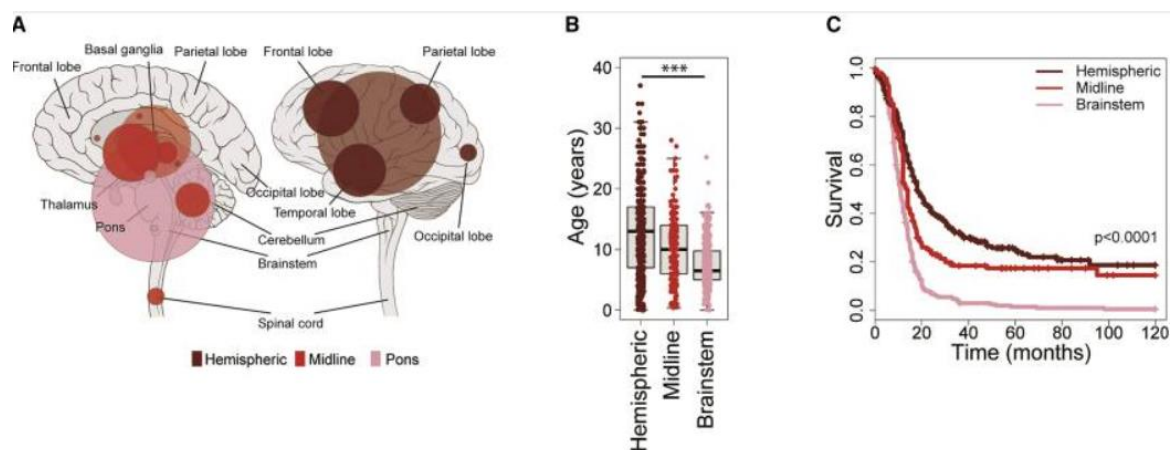 A
Basal ganglia
Parietal lobe
Frontal lobe
Frontal lobe
Parietal lobe
Thalamus
Pons
Occipital lobe
Temporal lobe
Cerebellum
Brainstem
Occipital lobe
Spinal cord
Hemispheric
Midline
Pons
B
***
Age (years)
40
30
20
10
0
Hemispheric
Midline
Brainstem
C
Survival
1.0
0.8
0.6
0.4
0.2
0.0
Hemispheric
Midline
Brainstem
p<0.0001
0 20 40 60 80 100 120
Time (months)